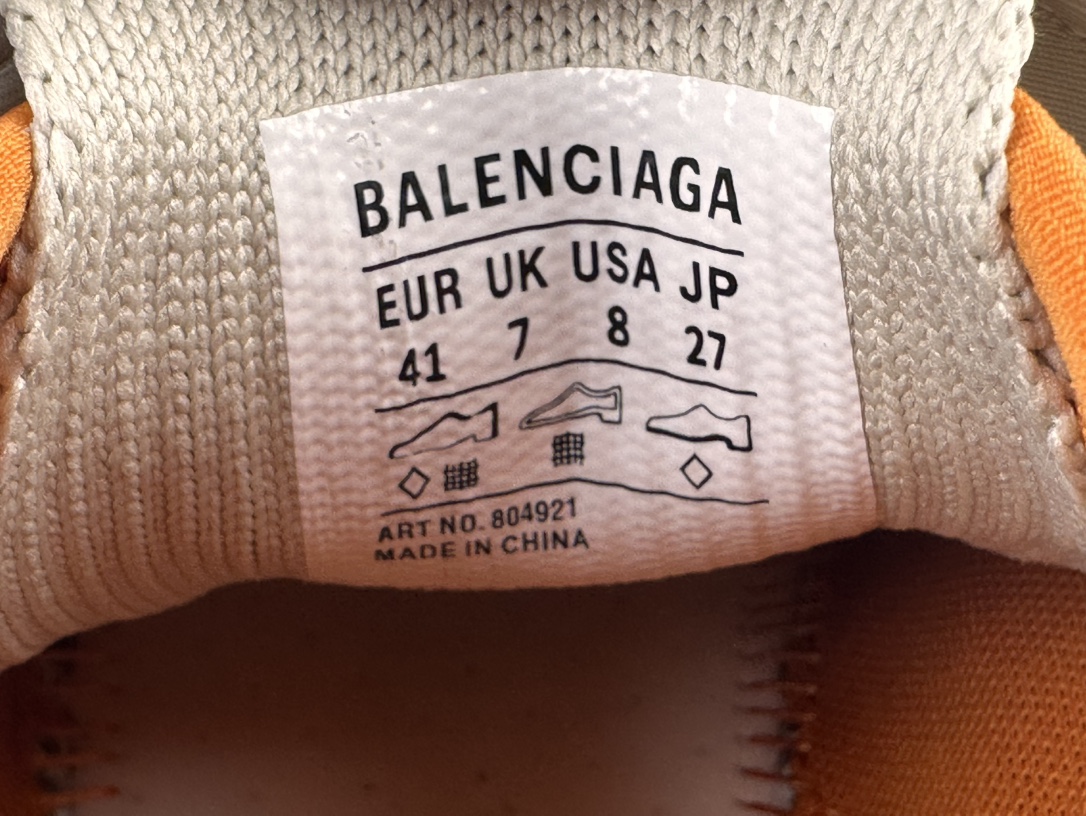 BALENCIAGA
EUR UK USA JP
41 7 8 27
ART NO. 804921
MADE IN CHINA